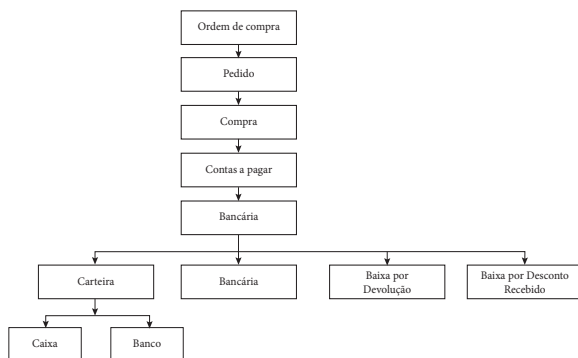 Ordem de compra
Pedido
Compra
Contas a pagar
Bancária
Carteira
Bancária
Baixa por
Devolução
Baixa por Desconto
Recebido
Caixa
Banco